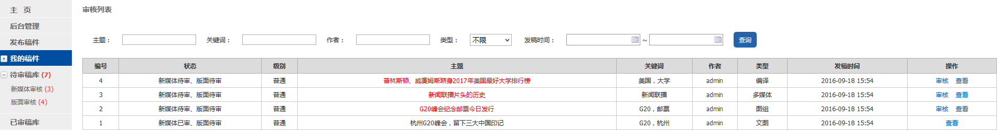 主 页
后台管理
发布稿件
我的稿件
待审稿库 (7)
新媒体审核 (3)
版面审核 (4)
已审稿库
审核列表
主题： 关键词： 作者： 类型： 不限 发稿时间： ~ 查询
编号 状态 级别 主题 关键词 作者 类型 发稿时间 操作
4 新媒体待审、版面待审 普通 普林斯顿、威廉姆斯跻身2017年美国最好大学排行榜 美国，大学 admin 编译 2016-09-18 15:54 审核 查看
3 新媒体待审、版面待审 普通 新闻联播片头的历史 新闻联播 admin 多媒体 2016-09-18 15:54 审核 查看
2 新媒体待审、版面待审 普通 G20峰会纪念邮票今日发行 G20，邮票 admin 图组 2016-09-18 15:54 审核 查看
1 新媒体已审、版面待审 普通 杭州G20峰会，留下三大中国印记 G20，杭州 admin 文图 2016-09-18 15:54 查看